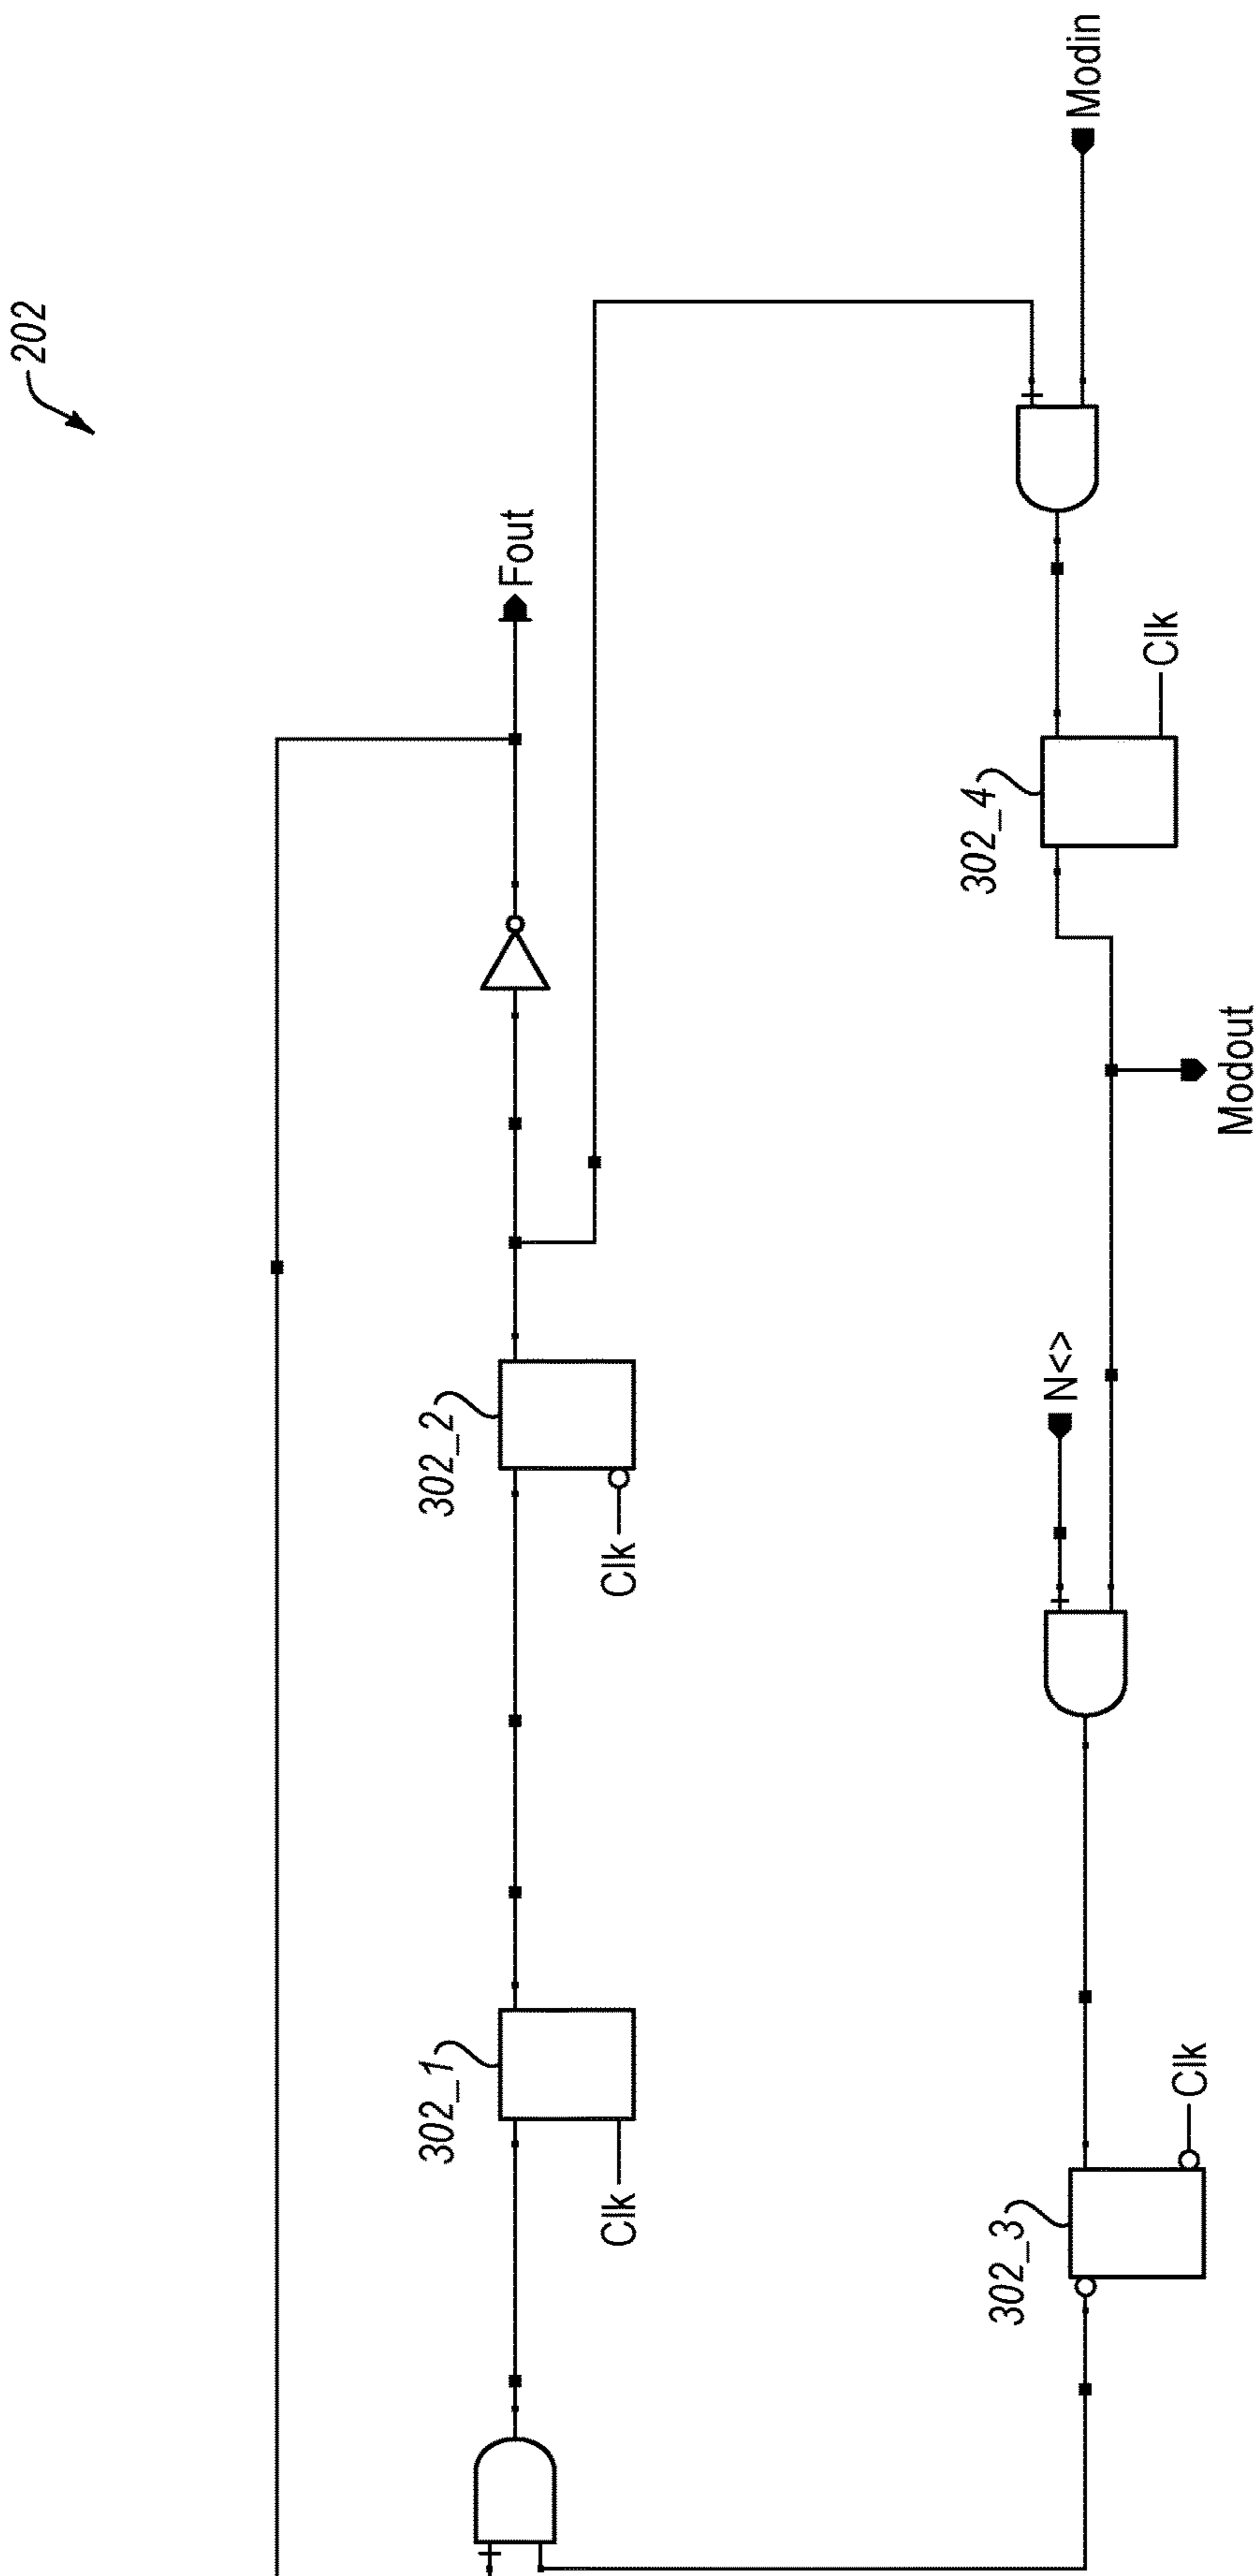 202
Fout
Modin
302_1
302_2
Clk
Clk
N<>
302_4
Clk
302_3
Clk
Modout